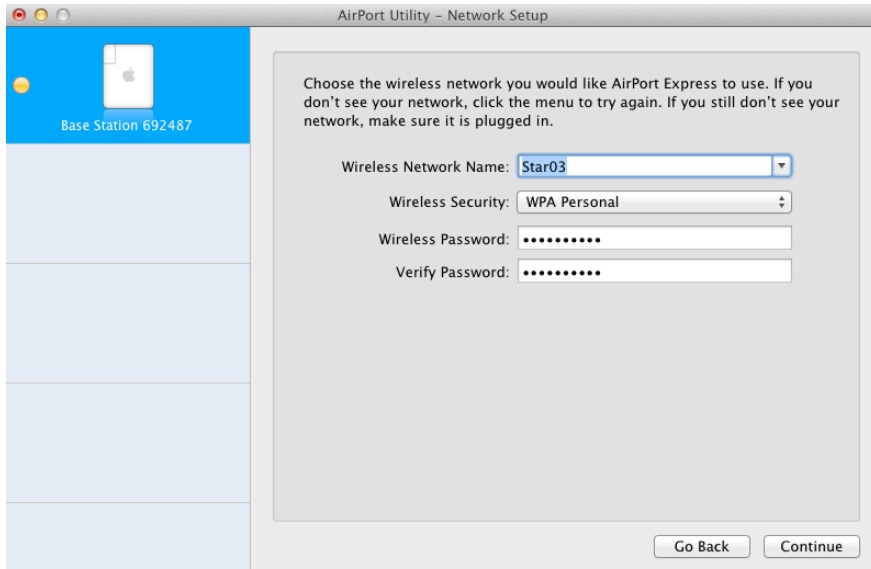 AirPort Utility – Network Setup
Base Station 692487
Choose the wireless network you would like AirPort Express to use. If you
don't see your network, click the menu to try again. If you still don't see your
network, make sure it is plugged in.
Wireless Network Name: Star03
Wireless Security: WPA Personal
Wireless Password: ••••••••••
Verify Password: ••••••••••
Go Back Continue